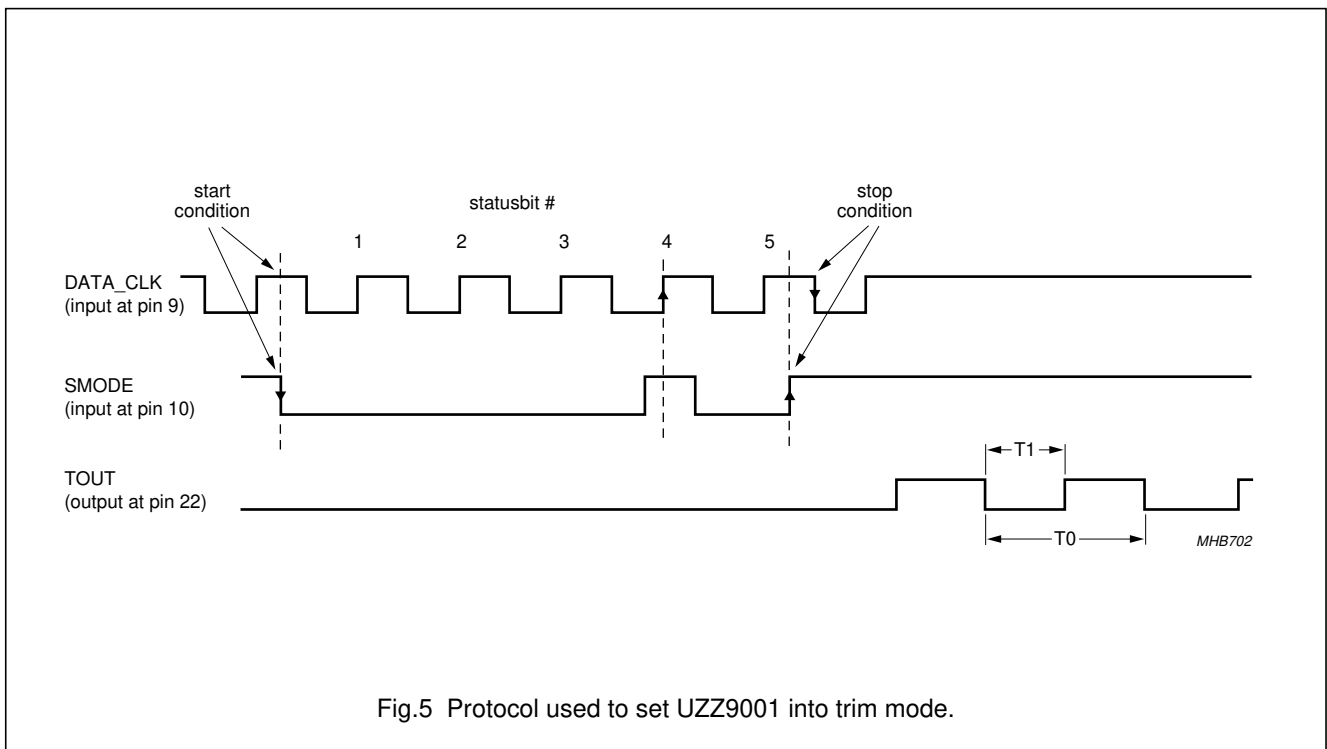 start
condition
statusbit #
stop
condition
1 2 3 4 5
DATA_CLK
(input at pin 9)
SMODE
(input at pin 10)
T1
TOUT
(output at pin 22)
T0
MHB702
Fig.5 Protocol used to set UZZ9001 into trim mode.